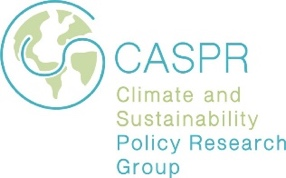 CASPR
Climate and
Sustainability
Policy Research
Group